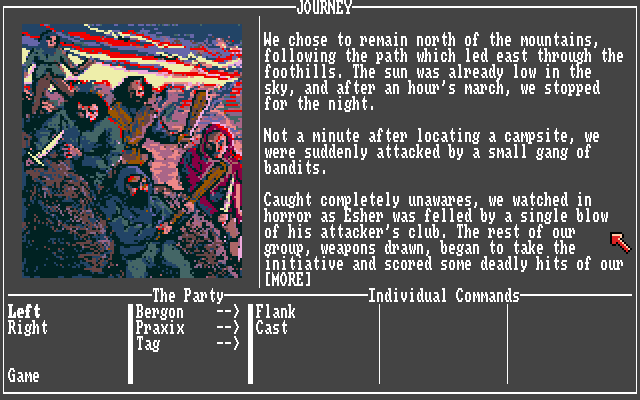 JOURNEY
We chose to remain north of the mountains,
following the path which led east through the
foothills. The sun was already low in the
sky, and after an hour's march, we stopped
for the night.
Not a minute after locating a campsite, we
were suddenly attacked by a small gang of
bandits.
Caught completely unawares, we watched in
horror as Esher was felled by a single blow
of his attacker's club. The rest of our
group, weapons drawn, began to take the
initiative and scored some deadly hits of our
[MORE]
The Party Individual Commands
Left Bergon --> Flank
Right Praxix --> Cast
Tag -->
Game